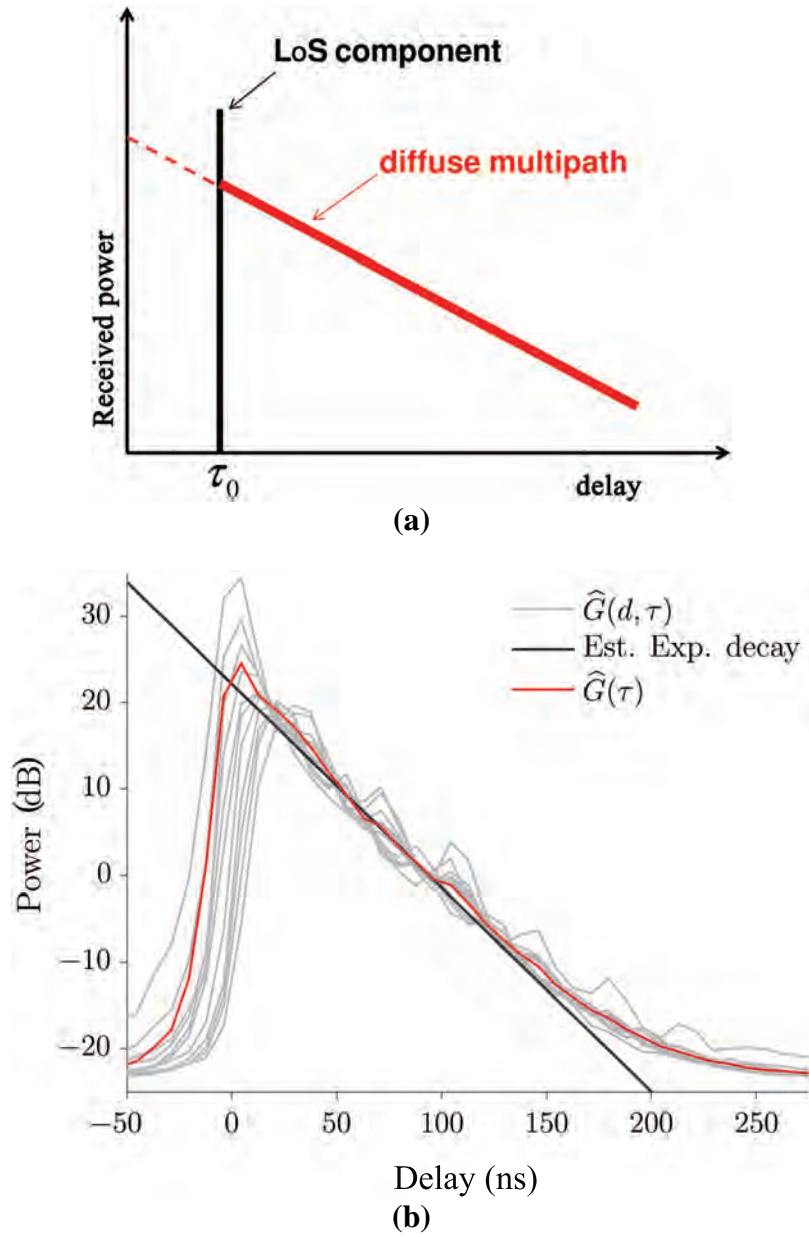 LoS component
diffuse multipath
Received power
τ₀
delay
(a)
30
20
10
0
−10
−20
Power (dB)
Ĝ(d, τ)
Est. Exp. decay
Ĝ(τ)
−50 0 50 100 150 200 250
Delay (ns)
(b)